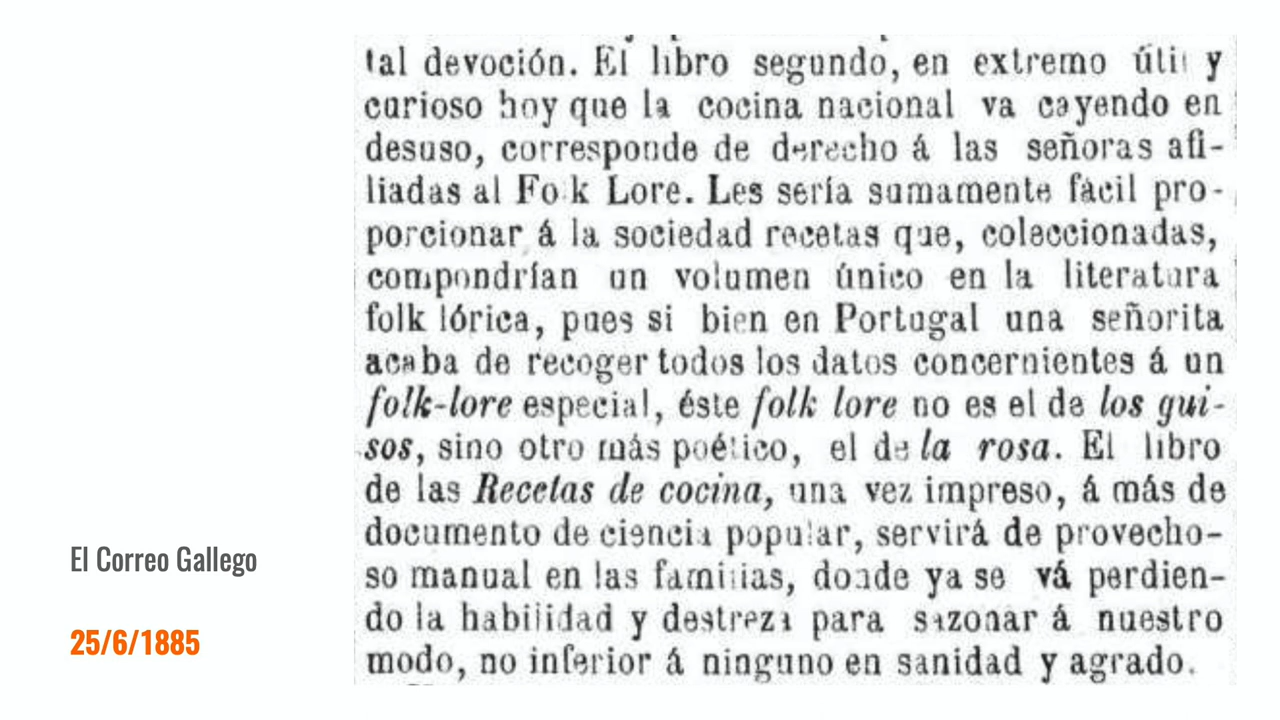 tal devoción. El libro segundo, en extremo útil y
curioso hoy que la cocina nacional va cayendo en
desuso, corresponde de derecho á las señoras afi-
liadas al Folk Lore. Les sería sumamente fácil pro-
porcionar á la sociedad recetas que, coleccionadas,
compondrían un volumen único en la literatura
folk lórica, pues si bien en Portugal una señorita
acaba de recoger todos los datos concernientes á un
folk-lore especial, éste folk lore no es el de los gui-
sos, sino otro más poético, el de la rosa. El libro
de las Recetas de cocina, una vez impreso, á más de
documento de ciencia popular, servirá de provecho-
so manual en las familias, donde ya se vá perdien-
do la habilidad y destreza para sazonar á nuestro
modo, no inferior á ninguno en sanidad y agrado.
El Correo Gallego
25/6/1885